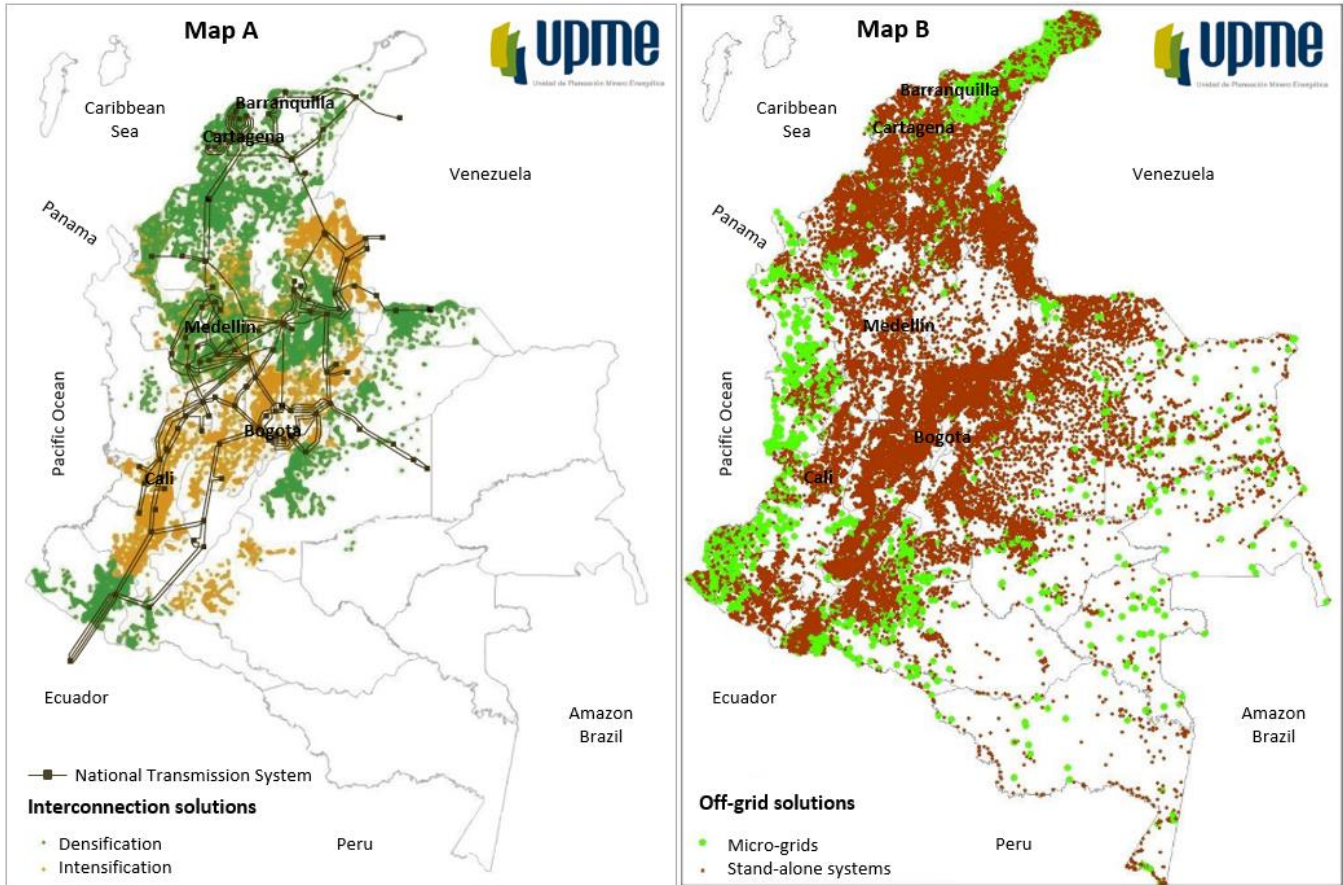 Map A
upme
Unidad de Planeación Minero Energética
Barranquilla
Caribbean
Sea
Cartagena
Venezuela
Panama
Medellín
Pacific Ocean
Bogota
Cali
Ecuador
Amazon
Brazil
National Transmission System
Interconnection solutions
Densification
Intensification
Peru
Map B
upme
Unidad de Planeación Minero Energética
Barranquilla
Caribbean
Sea
Cartagena
Venezuela
Panama
Medellín
Pacific Ocean
Bogota
Cali
Ecuador
Amazon
Brazil
Off-grid solutions
Micro-grids
Stand-alone systems
Peru